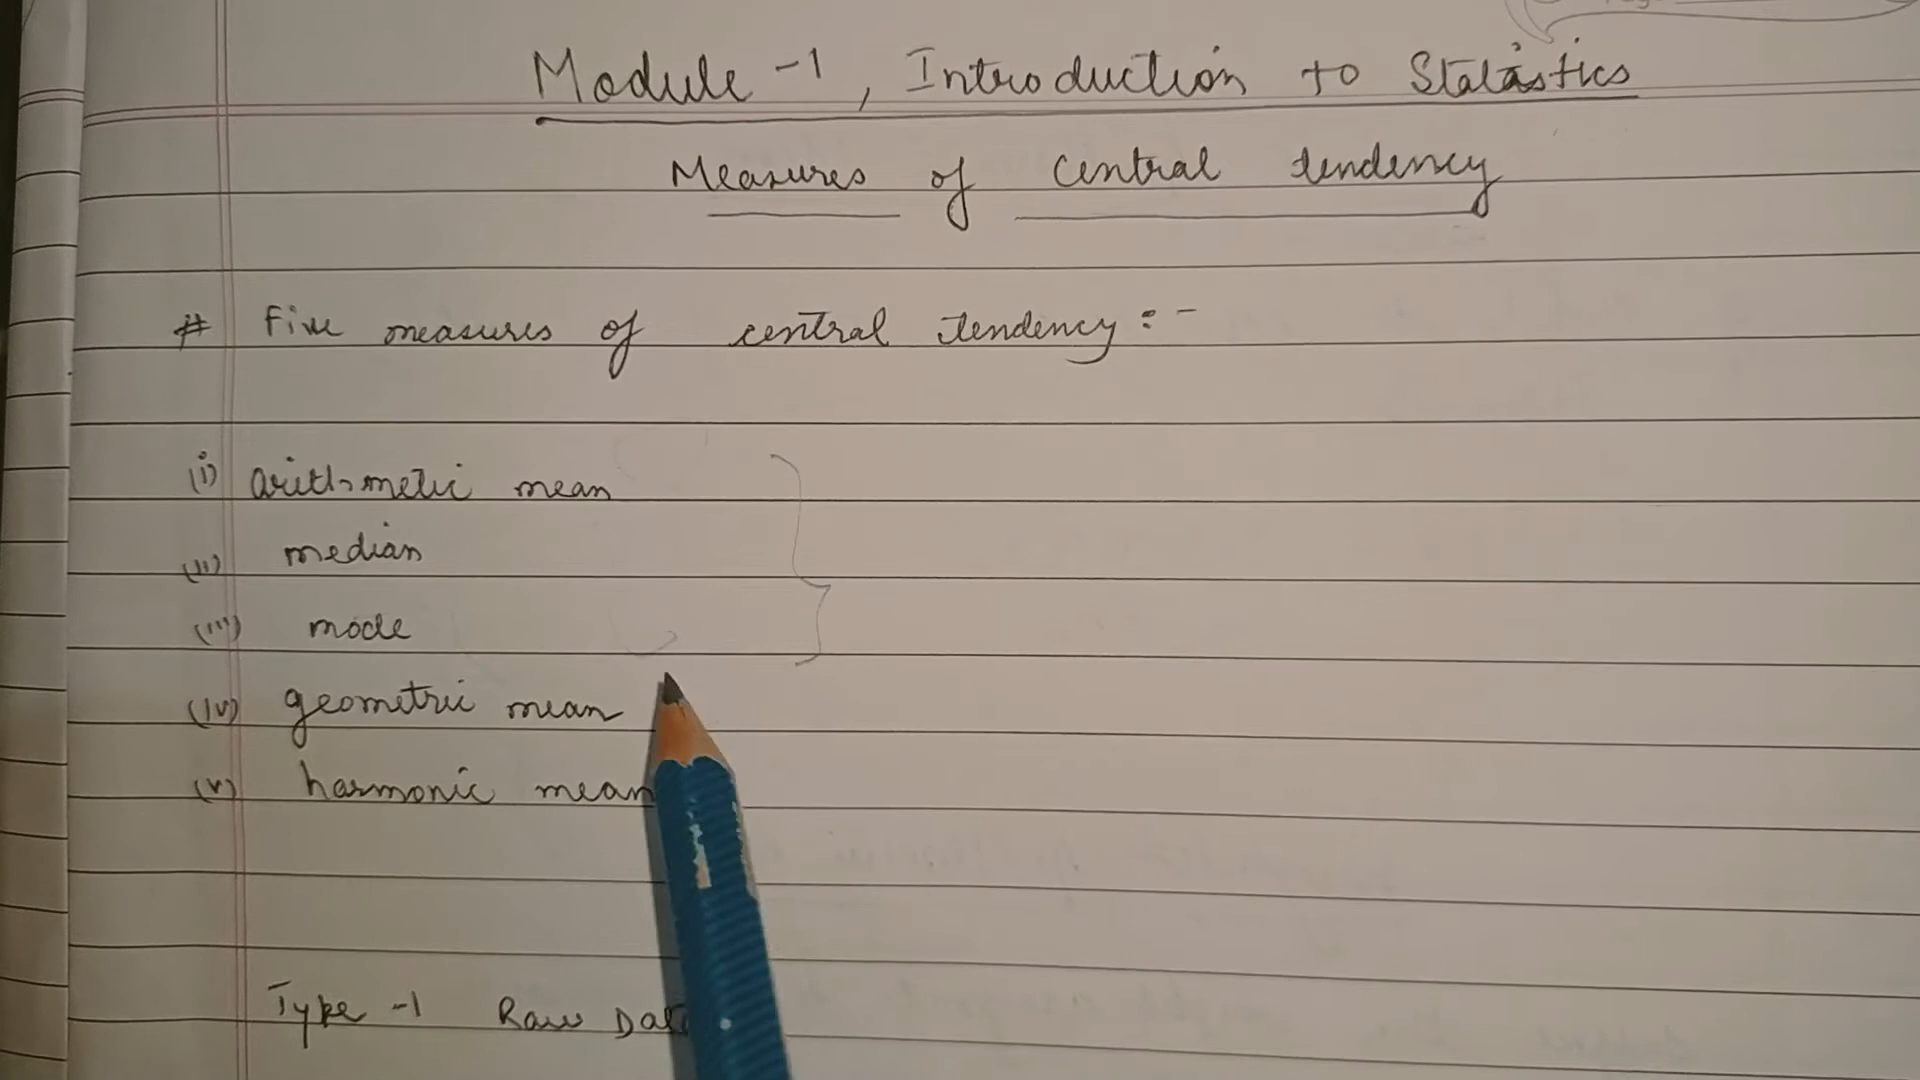 Module -1, Introduction to Statistics
Measures of central tendency
# Five measures of central tendency :-
(i) arithmetic mean
(ii) median
(iii) mode
(iv) geometric mean
(v) harmonic mean
Type -1 Raw Dat